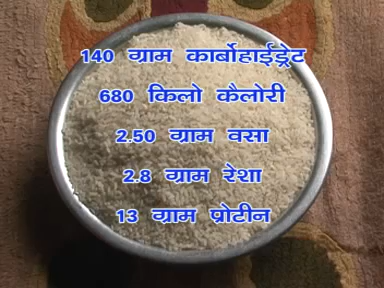 140 ग्राम कार्बोहाईड्रेट
680 किलो कैलोरी
2.50 ग्राम वसा
2.8 ग्राम रेशा
13 ग्राम प्रोटीन